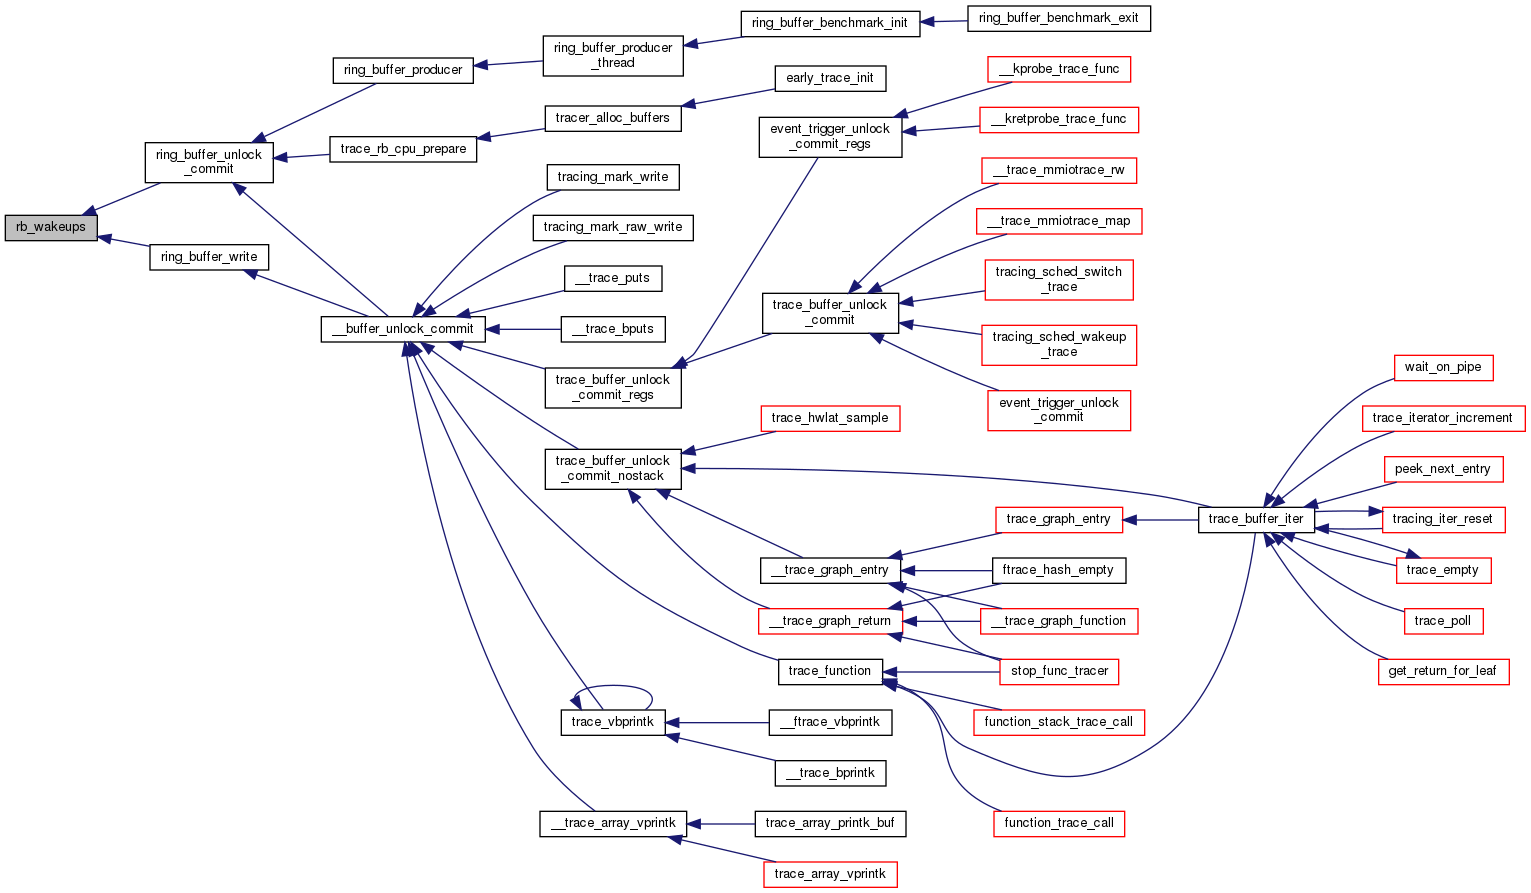 rb_wakeups
ring_buffer_unlock
_commit
ring_buffer_write
ring_buffer_producer
trace_rb_cpu_prepare
__buffer_unlock_commit
ring_buffer_producer
_thread
tracer_alloc_buffers
tracing_mark_write
tracing_mark_raw_write
__trace_puts
__trace_bputs
trace_buffer_unlock
_commit_regs
trace_buffer_unlock
_commit_nostack
trace_vbprintk
__trace_array_vprintk
ring_buffer_benchmark_init
early_trace_init
event_trigger_unlock
_commit_regs
trace_buffer_unlock
_commit
trace_hwlat_sample
__trace_graph_entry
__trace_graph_return
trace_function
__ftrace_vbprintk
__trace_bprintk
trace_array_printk_buf
trace_array_vprintk
ring_buffer_benchmark_exit
__kprobe_trace_func
__kretprobe_trace_func
__trace_mmiotrace_rw
__trace_mmiotrace_map
tracing_sched_switch
_trace
tracing_sched_wakeup
_trace
event_trigger_unlock
_commit
trace_graph_entry
ftrace_hash_empty
__trace_graph_function
stop_func_tracer
function_stack_trace_call
function_trace_call
trace_buffer_iter
wait_on_pipe
trace_iterator_increment
peek_next_entry
tracing_iter_reset
trace_empty
trace_poll
get_return_for_leaf